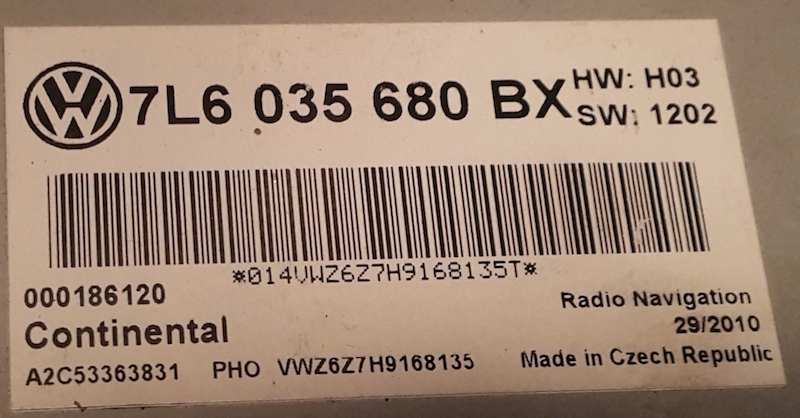 7L6 035 680 BX
HW: H03
SW: 1202
*014VWZ6Z7H9168135T*
000186120
Radio Navigation
Continental
29/2010
A2C53363831 PHO VWZ6Z7H9168135
Made in Czech Republic